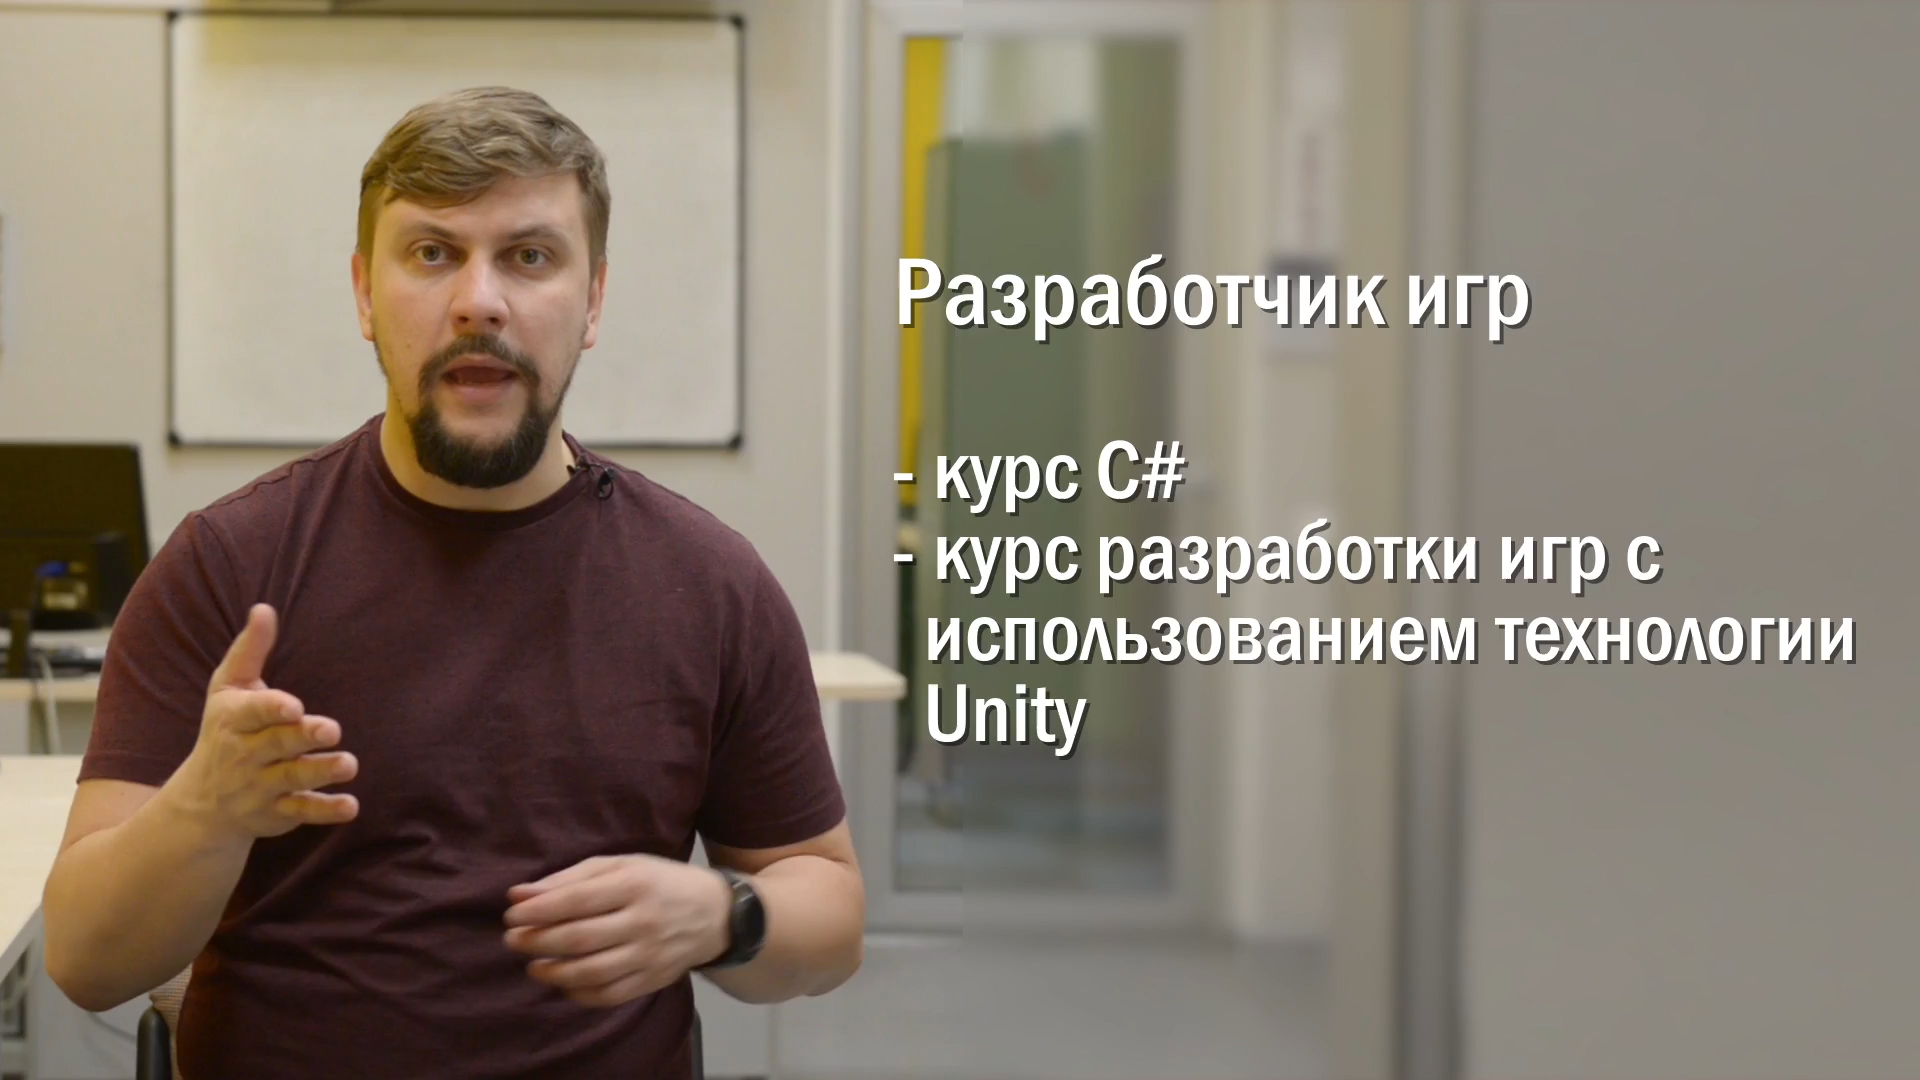 Разработчик игр
- курс C#
- курс разработки игр с
использованием технологии
Unity